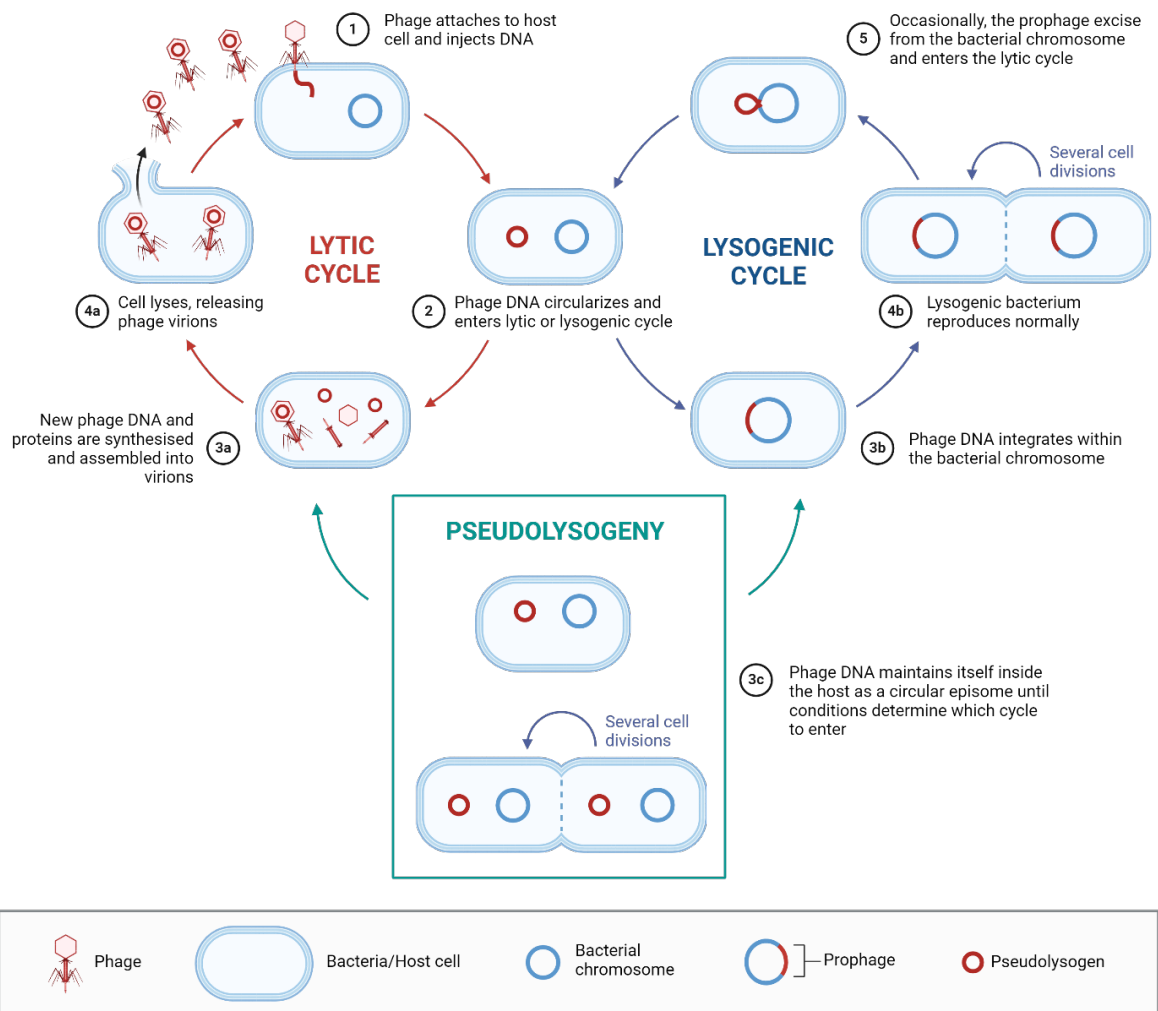 1
Phage attaches to host
cell and injects DNA
5
Occasionally, the prophage excise
from the bacterial chromosome
and enters the lytic cycle
Several cell
divisions
LYTIC
CYCLE
LYSOGENIC
CYCLE
4a
Cell lyses, releasing
phage virions
2
Phage DNA circularizes and
enters lytic or lysogenic cycle
4b
Lysogenic bacterium
reproduces normally
New phage DNA and
proteins are synthesised
and assembled into
virions
3a
3b
Phage DNA integrates within
the bacterial chromosome
PSEUDOLYSOGENY
3c
Phage DNA maintains itself inside
the host as a circular episome until
conditions determine which cycle
to enter
Several cell
divisions
Phage
Bacteria/Host cell
Bacterial
chromosome
Prophage
Pseudolysogen